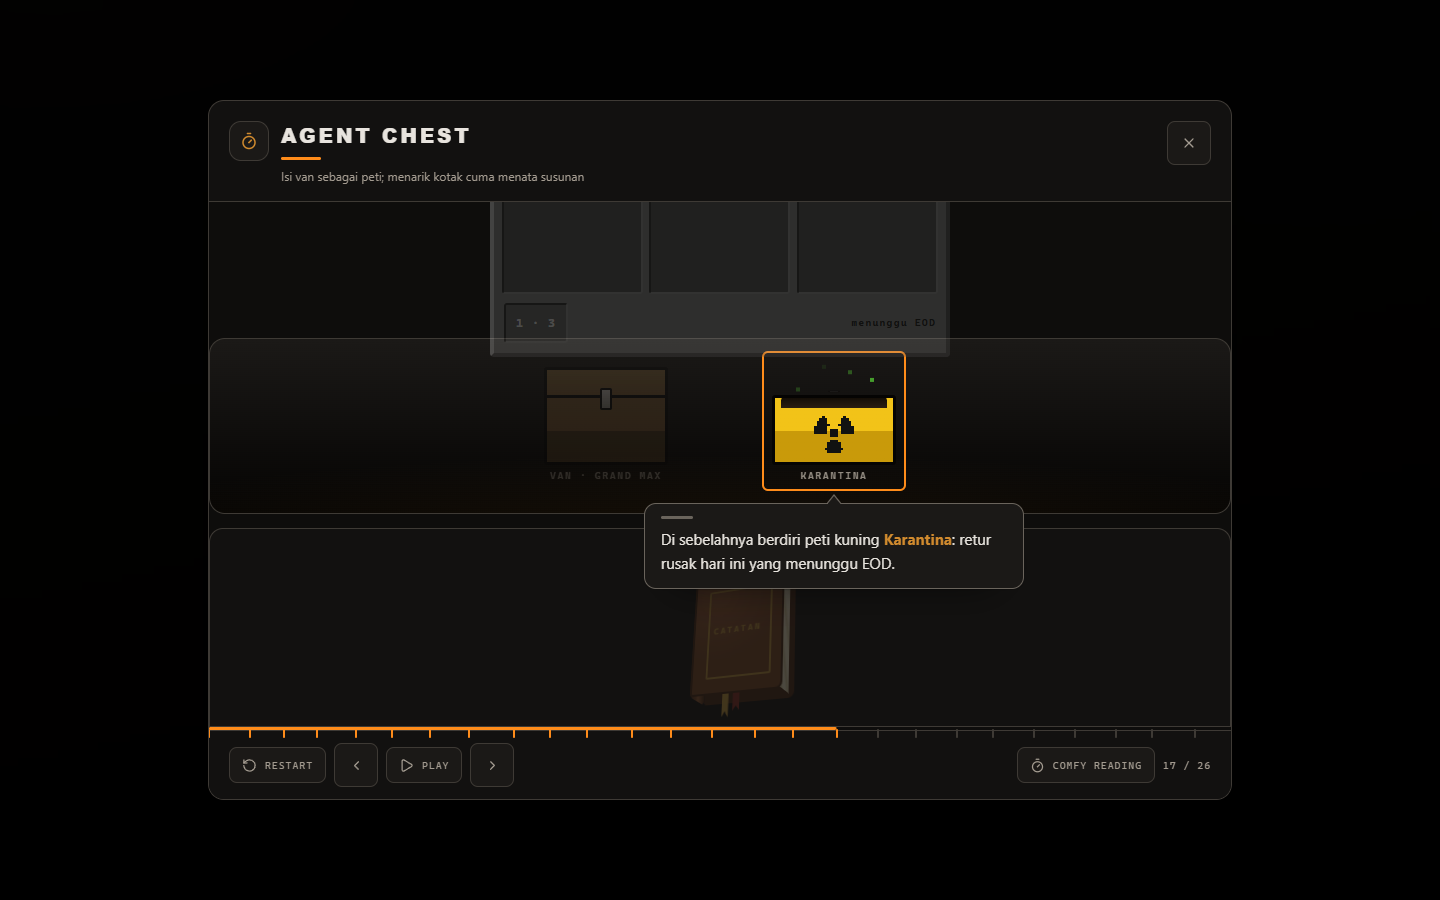 AGENT CHEST
Isi van sebagai peti; menarik kotak cuma menata susunan
1 · 3
menunggu EOD
VAN · GRAND MAX
KARANTINA
Di sebelahnya berdiri peti kuning Karantina: retur
rusak hari ini yang menunggu EOD.
CATATAN
RESTART
PLAY
COMFY READING
17 / 26